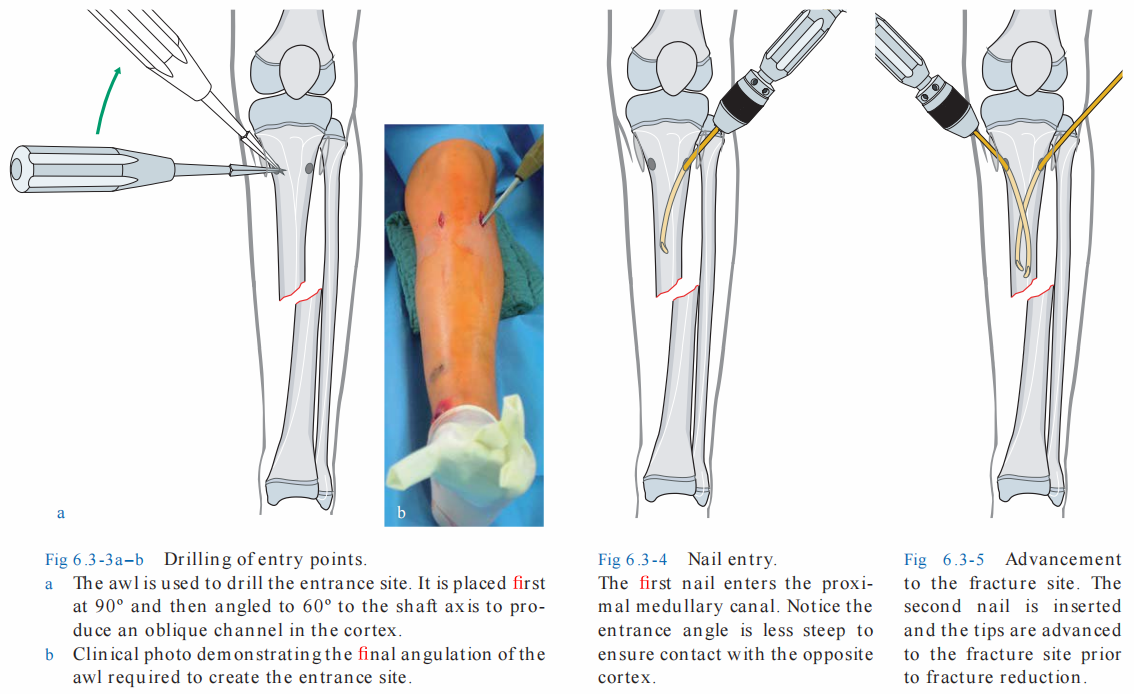 a
b
Fig 6.3-3a–b Drilling of entry points.
a The awl is used to drill the entrance site. It is placed first
at 90° and then angled to 60° to the shaft axis to pro-
duce an oblique channel in the cortex.
b Clinical photo demonstrating the final angulation of the
awl required to create the entrance site.
Fig 6.3-4 Nail entry.
The first nail enters the proxi-
mal medullary canal. Notice the
entrance angle is less steep to
ensure contact with the opposite
cortex.
Fig 6.3-5 Advancement
to the fracture site. The
second nail is inserted
and the tips are advanced
to the fracture site prior
to fracture reduction.